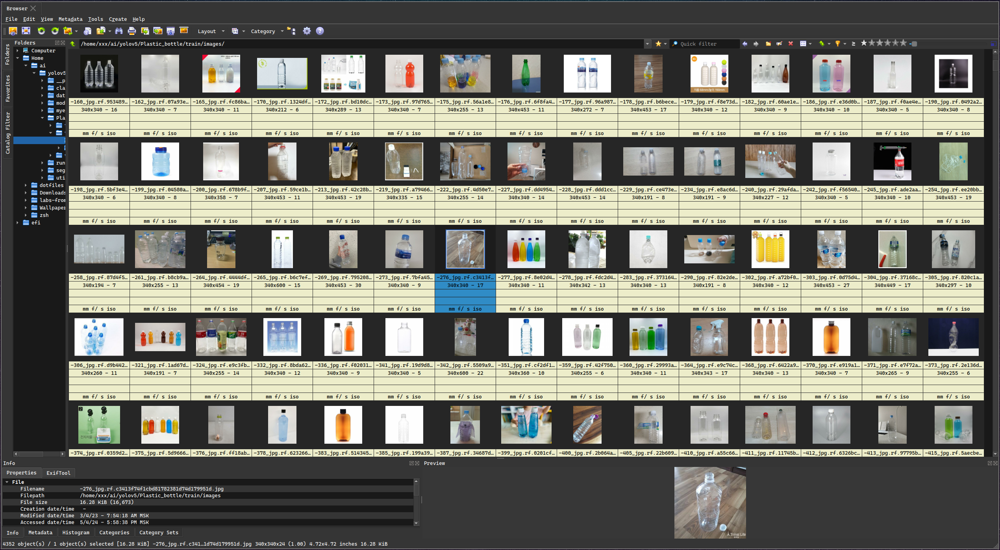 Browser
File Edit View Metadata Tools Create Help
Layout Category
Folders
/home/xxx/ai/yolov5/Plastic_bottle/train/images/
Quick filter
≥
Folders
Favorites
Catalog Filter
Computer
Home
ai
yolov5
__p
cla
dat
mod
mye
Pla
run
seg
uti
dotfiles
Downloads
labs-from
Wallpaper
zsh
efi
지름 68mm/높이 190mm
-160_jpg.rf.953489… -162_jpg.rf.07a93e… -165_jpg.rf.fc86ba… -170_jpg.rf.1324df… -172_jpg.rf.bd10dc… -173_jpg.rf.97d765… -175_jpg.rf.56a1e8… -176_jpg.rf.6f8fa4… -177_jpg.rf.96a987… -178_jpg.rf.b6bece… -179_jpg.rf.f8e73d… -182_jpg.rf.60ae1e… -186_jpg.rf.e36d0b… -187_jpg.rf.f0ae4e… -190_jpg.rf.0492a2…
340x340 - 16 340x340 - 7 340x340 - 11 340x212 - 6 340x289 - 13 340x340 - 7 340x255 - 13 340x453 - 11 340x272 - 7 340x453 - 17 340x340 - 12 340x340 - 9 340x340 - 10 340x340 - 5 340x340 - 8
mm f/ s iso mm f/ s iso mm f/ s iso mm f/ s iso mm f/ s iso mm f/ s iso mm f/ s iso mm f/ s iso mm f/ s iso mm f/ s iso mm f/ s iso mm f/ s iso mm f/ s iso mm f/ s iso mm f/ s iso
-198_jpg.rf.5bf3e4… -199_jpg.rf.04580a… -200_jpg.rf.678b9f… -207_jpg.rf.59ce1b… -213_jpg.rf.42c28b… -219_jpg.rf.a79466… -222_jpg.rf.4d50e7… -227_jpg.rf.dd4954… -228_jpg.rf.ddd1cc… -229_jpg.rf.ce473e… -234_jpg.rf.e8ac6d… -240_jpg.rf.29afda… -242_jpg.rf.f56540… -245_jpg.rf.ade2aa… -254_jpg.rf.ee20bb…
340x340 - 6 340x340 - 8 340x358 - 7 340x453 - 11 340x453 - 19 340x335 - 15 340x255 - 14 340x340 - 14 340x453 - 14 340x191 - 8 340x191 - 9 340x227 - 12 340x340 - 5 340x340 - 10 340x453 - 19
mm f/ s iso mm f/ s iso mm f/ s iso mm f/ s iso mm f/ s iso mm f/ s iso mm f/ s iso mm f/ s iso mm f/ s iso mm f/ s iso mm f/ s iso mm f/ s iso mm f/ s iso mm f/ s iso mm f/ s iso
-258_jpg.rf.87d4f5… -261_jpg.rf.b8cb9a… -264_jpg.rf.4444df… -265_jpg.rf.b6c7ef… -269_jpg.rf.795208… -273_jpg.rf.7bfa45… -276_jpg.rf.c3413f… -277_jpg.rf.8e02d4… -278_jpg.rf.fdc2d4… -283_jpg.rf.373164… -290_jpg.rf.82e2de… -302_jpg.rf.a72bf0… -303_jpg.rf.0d75d4… -304_jpg.rf.37168c… -305_jpg.rf.820c1a…
340x194 - 7 340x255 - 13 340x454 - 19 340x600 - 15 340x453 - 30 340x340 - 9 340x340 - 17 340x340 - 11 340x342 - 13 340x340 - 13 340x191 - 8 340x340 - 12 340x453 - 27 340x449 - 17 340x297 - 10
mm f/ s iso mm f/ s iso mm f/ s iso mm f/ s iso mm f/ s iso mm f/ s iso mm f/ s iso mm f/ s iso mm f/ s iso mm f/ s iso mm f/ s iso mm f/ s iso mm f/ s iso mm f/ s iso mm f/ s iso
-306_jpg.rf.d9b442… -321_jpg.rf.1ad67d… -324_jpg.rf.e9c3fb… -332_jpg.rf.8bda62… -336_jpg.rf.f02031… -341_jpg.rf.19d9d8… -342_jpg.rf.5509a9… -351_jpg.rf.cf2df1… -359_jpg.rf.42f750… -360_jpg.rf.29993a… -364_jpg.rf.e9c74c… -368_jpg.rf.6422a9… -370_jpg.rf.e919a1… -371_jpg.rf.e7f72a… -373_jpg.rf.2e136d…
340x260 - 11 340x191 - 7 340x255 - 14 340x340 - 12 340x340 - 9 340x340 - 5 340x600 - 22 340x360 - 10 340x255 - 6 340x340 - 11 340x343 - 17 340x340 - 13 340x340 - 7 340x265 - 9 340x255 - 6
mm f/ s iso mm f/ s iso mm f/ s iso mm f/ s iso mm f/ s iso mm f/ s iso mm f/ s iso mm f/ s iso mm f/ s iso mm f/ s iso mm f/ s iso mm f/ s iso mm f/ s iso mm f/ s iso mm f/ s iso
2
전자저울
-374_jpg.rf.0359d2… -375_jpg.rf.5d9666… -376_jpg.rf.ff18ab… -378_jpg.rf.623266… -383_jpg.rf.514345… -385_jpg.rf.199a39… -387_jpg.rf.34687d… -399_jpg.rf.0201cf… -400_jpg.rf.2b064a… -405_jpg.rf.22b609… -410_jpg.rf.a55c66… -411_jpg.rf.11745b… -412_jpg.rf.6326bc… -413_jpg.rf.97795b… -415_jpg.rf.5aecbe…
Info
Properties ExifTool
File
Filename -276_jpg.rf.c3413f74f1cbd81782381d74d179951d.jpg
Filepath /home/xxx/ai/yolov5/Plastic_bottle/train/images
File size 16.28 KiB (16,673)
Creation date/time -
Modified date/time 3/4/23 - 7:54:18 AM MSK
Accessed date/time 5/4/24 - 5:58:38 PM MSK
Info Metadata Histogram Categories Category Sets
Preview
Trivial Life
4352 object(s) / 1 object(s) selected [16.28 KiB] -276_jpg.rf.c341…1d74d179951d.jpg 340x340x24 (1.00) 4.72x4.72 inches 16.28 KiB